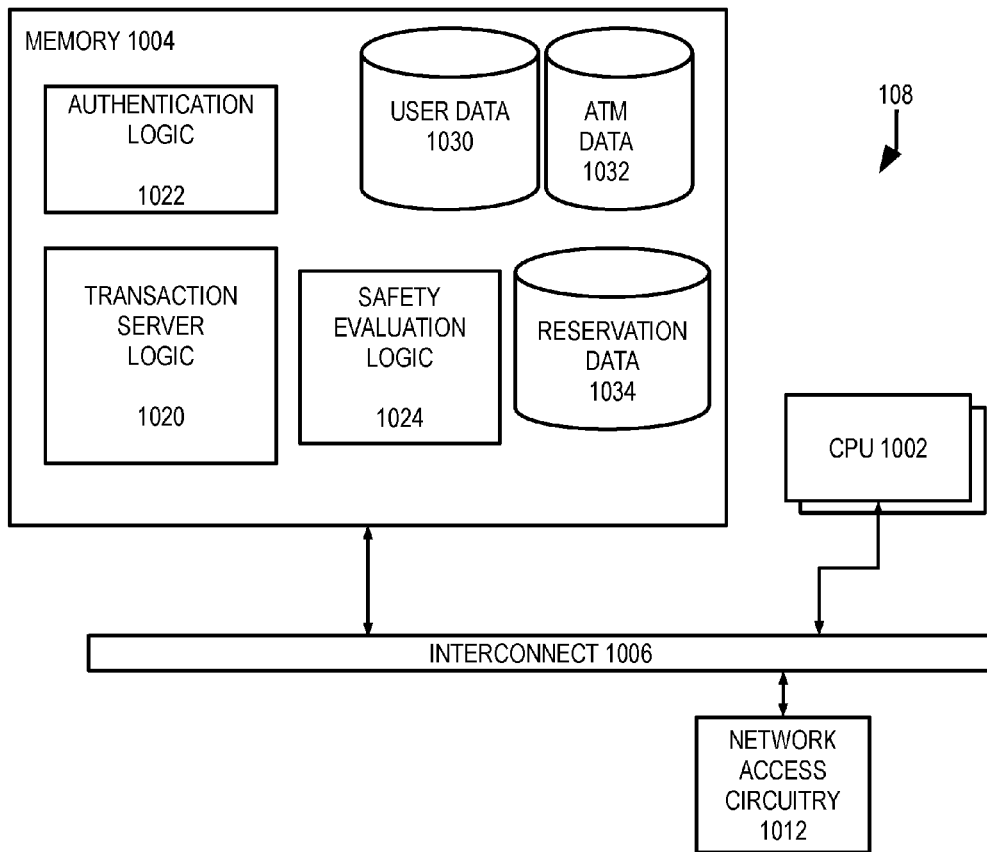 MEMORY 1004
AUTHENTICATION
LOGIC
1022
USER DATA
1030
ATM
DATA
1032
108
TRANSACTION
SERVER
LOGIC
1020
SAFETY
EVALUATION
LOGIC
1024
RESERVATION
DATA
1034
CPU 1002
INTERCONNECT 1006
NETWORK
ACCESS
CIRCUITRY
1012